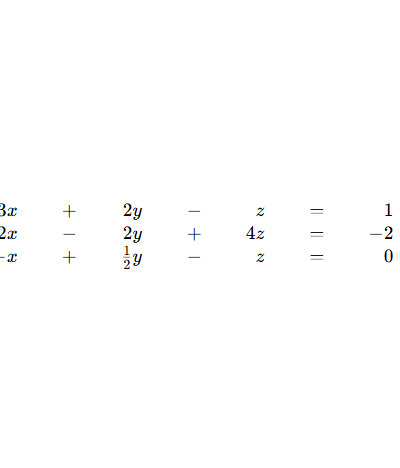 3x + 2y − z = 1
2x − 2y + 4z = −2
−x + ½y − z = 0